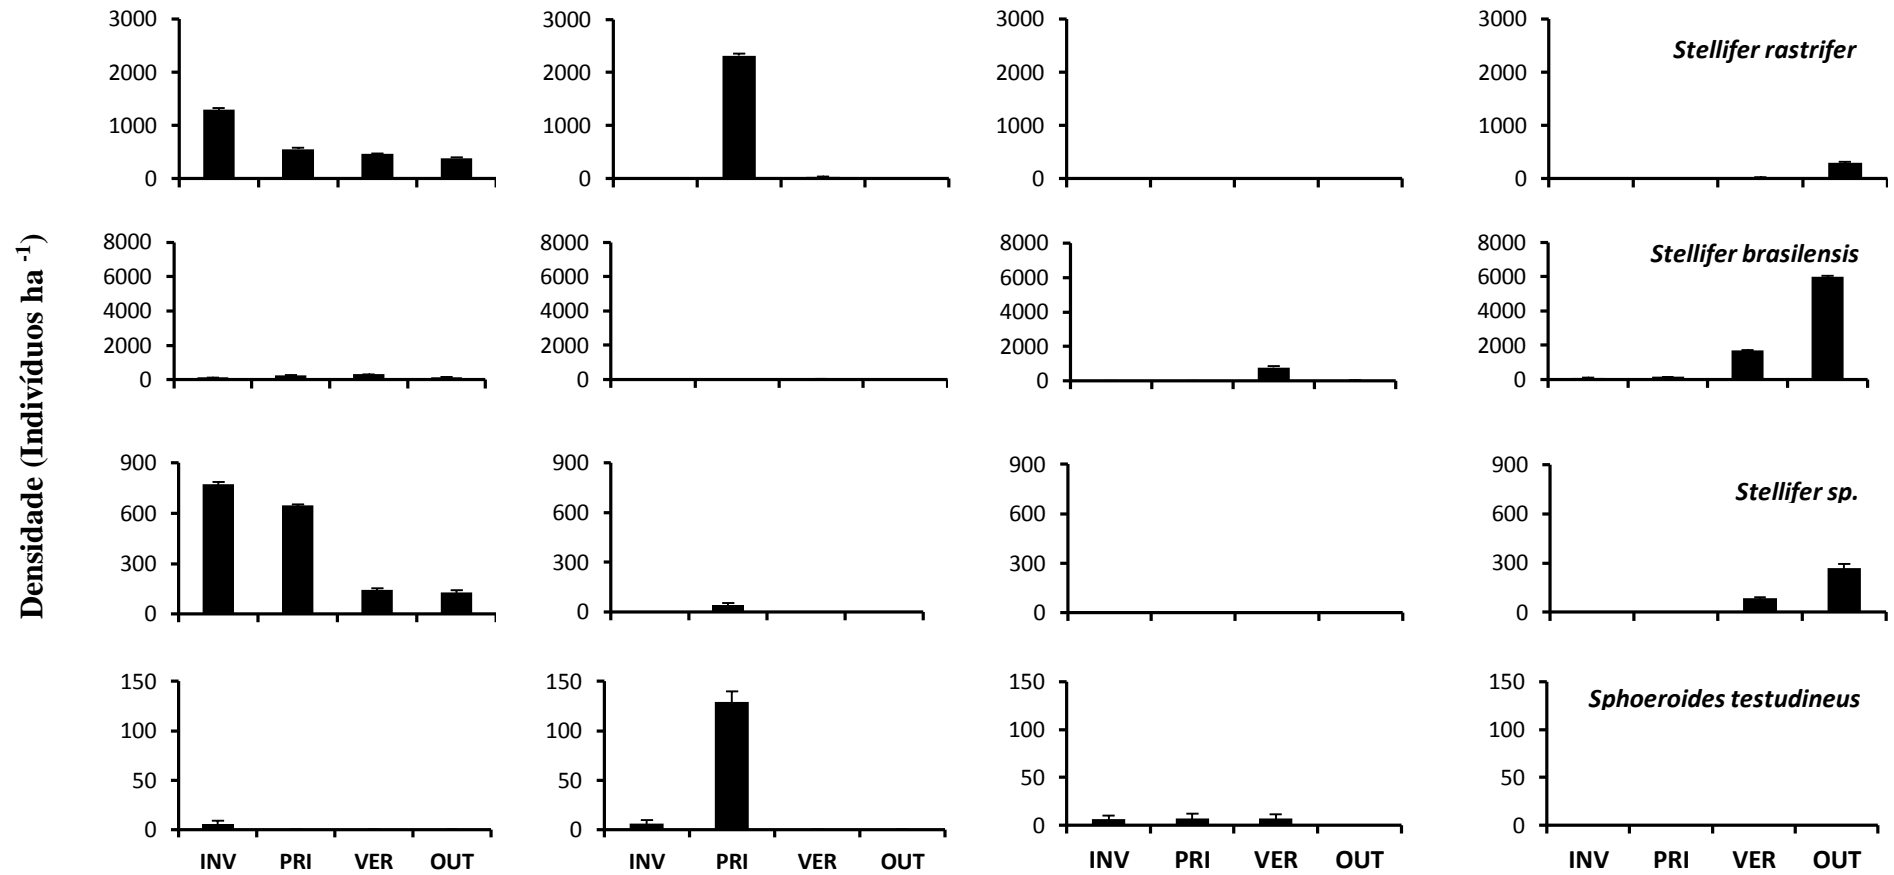 Densidade (Indivíduos ha -1)
3000 3000 3000 3000
Stellifer rastrifer
2000 2000 2000 2000
1000 1000 1000 1000
0 0 0 0
8000 8000 8000 8000
Stellifer brasilensis
6000 6000 6000 6000
4000 4000 4000 4000
2000 2000 2000 2000
0 0 0 0
900 900 900 900
Stellifer sp.
600 600 600 600
300 300 300 300
0 0 0 0
150 150 150 150
Sphoeroides testudineus
100 100 100 100
50 50 50 50
0 0 0 0
INV PRI VER OUT INV PRI VER OUT INV PRI VER OUT INV PRI VER OUT